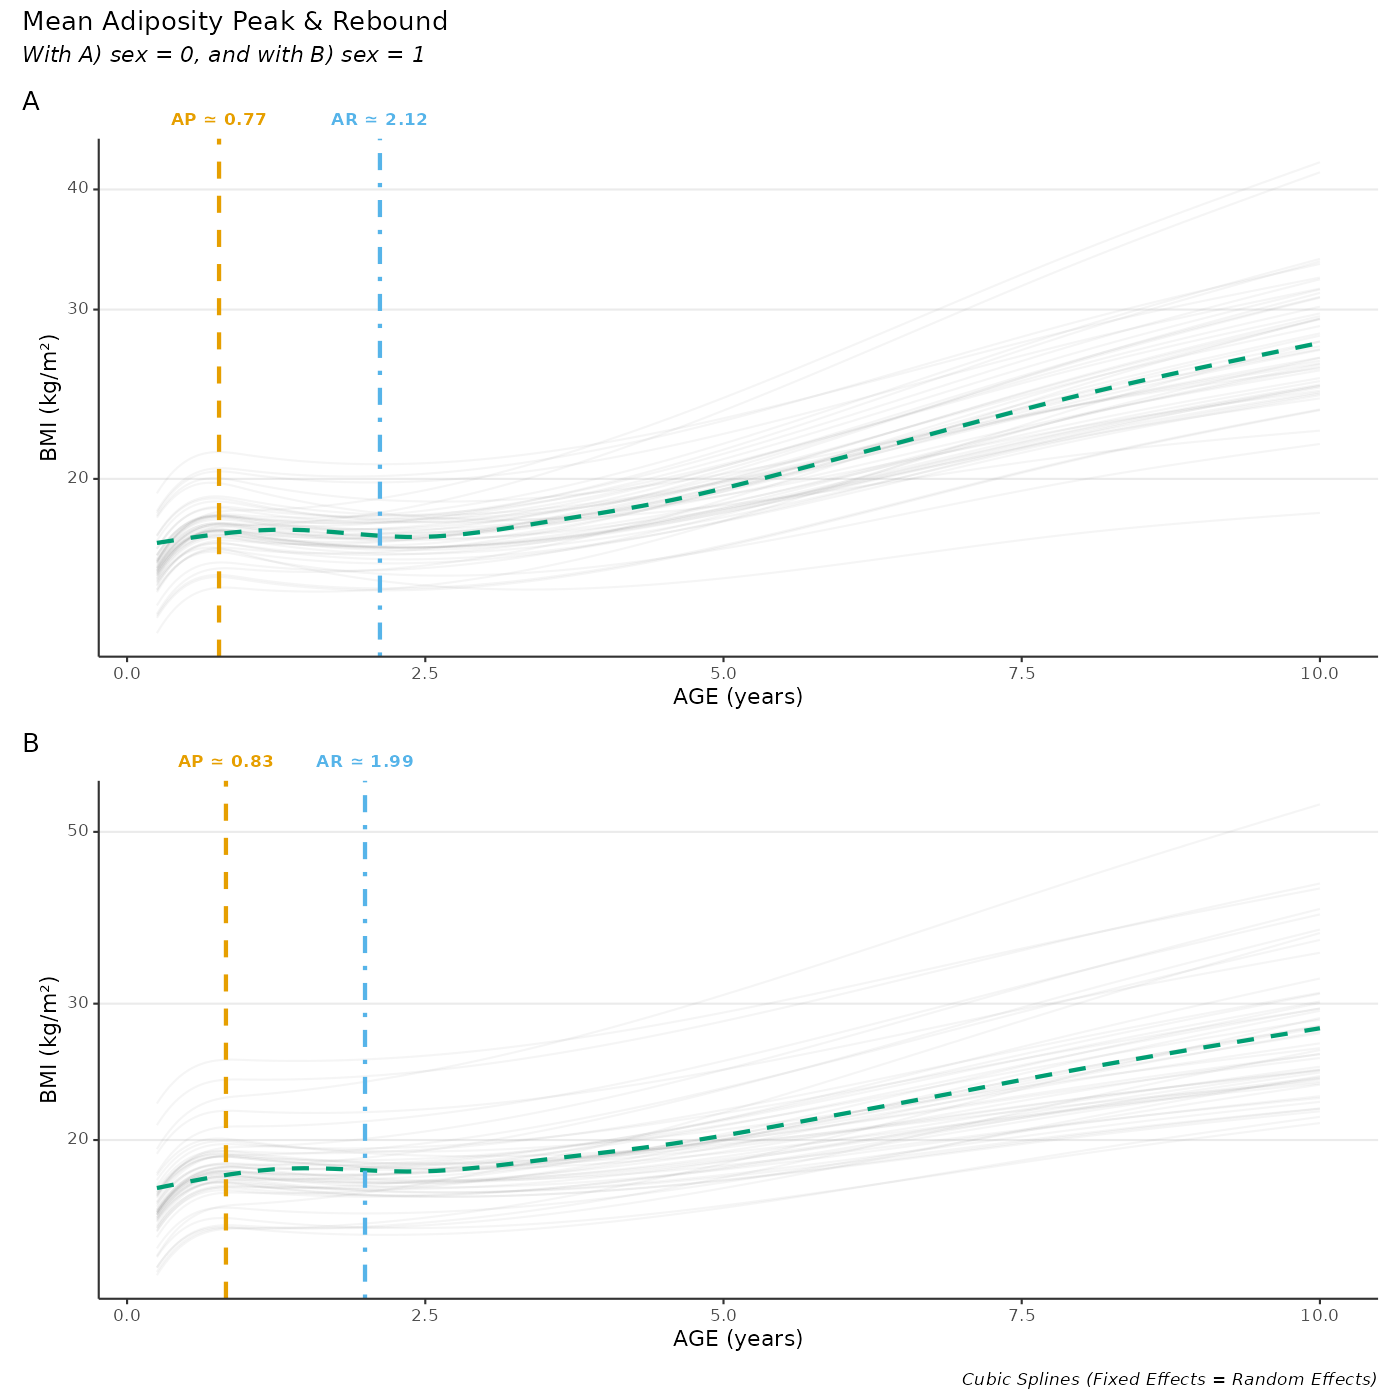 Mean Adiposity Peak & Rebound
With A) sex = 0, and with B) sex = 1
A
AP ≃ 0.77 AR ≃ 2.12
40
30
20
BMI (kg/m²)
0.0 2.5 5.0 7.5 10.0
AGE (years)
B
AP ≃ 0.83 AR ≃ 1.99
50
30
20
BMI (kg/m²)
0.0 2.5 5.0 7.5 10.0
AGE (years)
Cubic Splines (Fixed Effects = Random Effects)